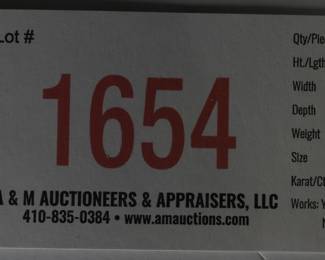 Lot #
1654
A & M AUCTIONEERS & APPRAISERS, LLC
410-835-0384 • www.amauctions.com
Qty/Pie
Ht./Lgth
Width
Depth
Weight
Size
Karat/Ct
Works: Y
N